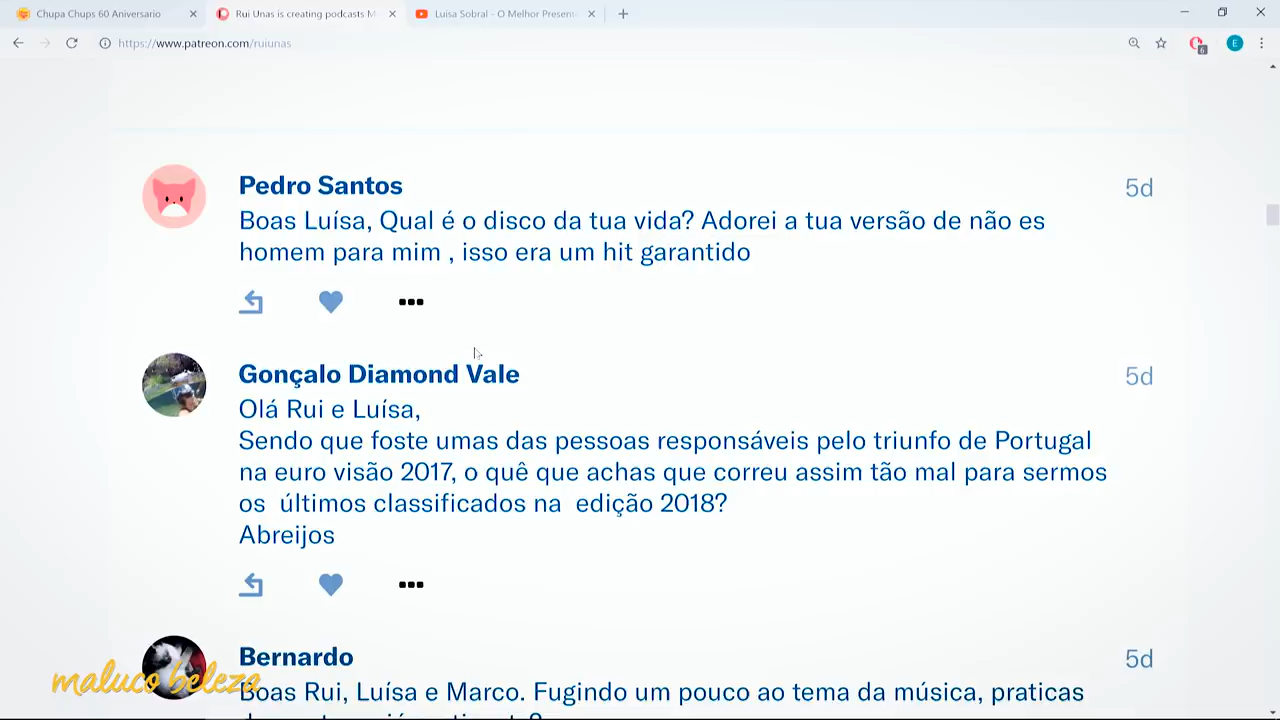 Chupa Chups 60 Aniversario
Rui Unas is creating podcasts M
Luisa Sobral - O Melhor Present
https://www.patreon.com/ruiunas
E
Pedro Santos
5d
Boas Luísa, Qual é o disco da tua vida? Adorei a tua versão de não es
homem para mim , isso era um hit garantido
Gonçalo Diamond Vale
5d
Olá Rui e Luísa,
Sendo que foste umas das pessoas responsáveis pelo triunfo de Portugal
na euro visão 2017, o quê que achas que correu assim tão mal para sermos
os últimos classificados na edição 2018?
Abreijos
Bernardo
5d
maluco beleza
Boas Rui, Luísa e Marco. Fugindo um pouco ao tema da música, praticas